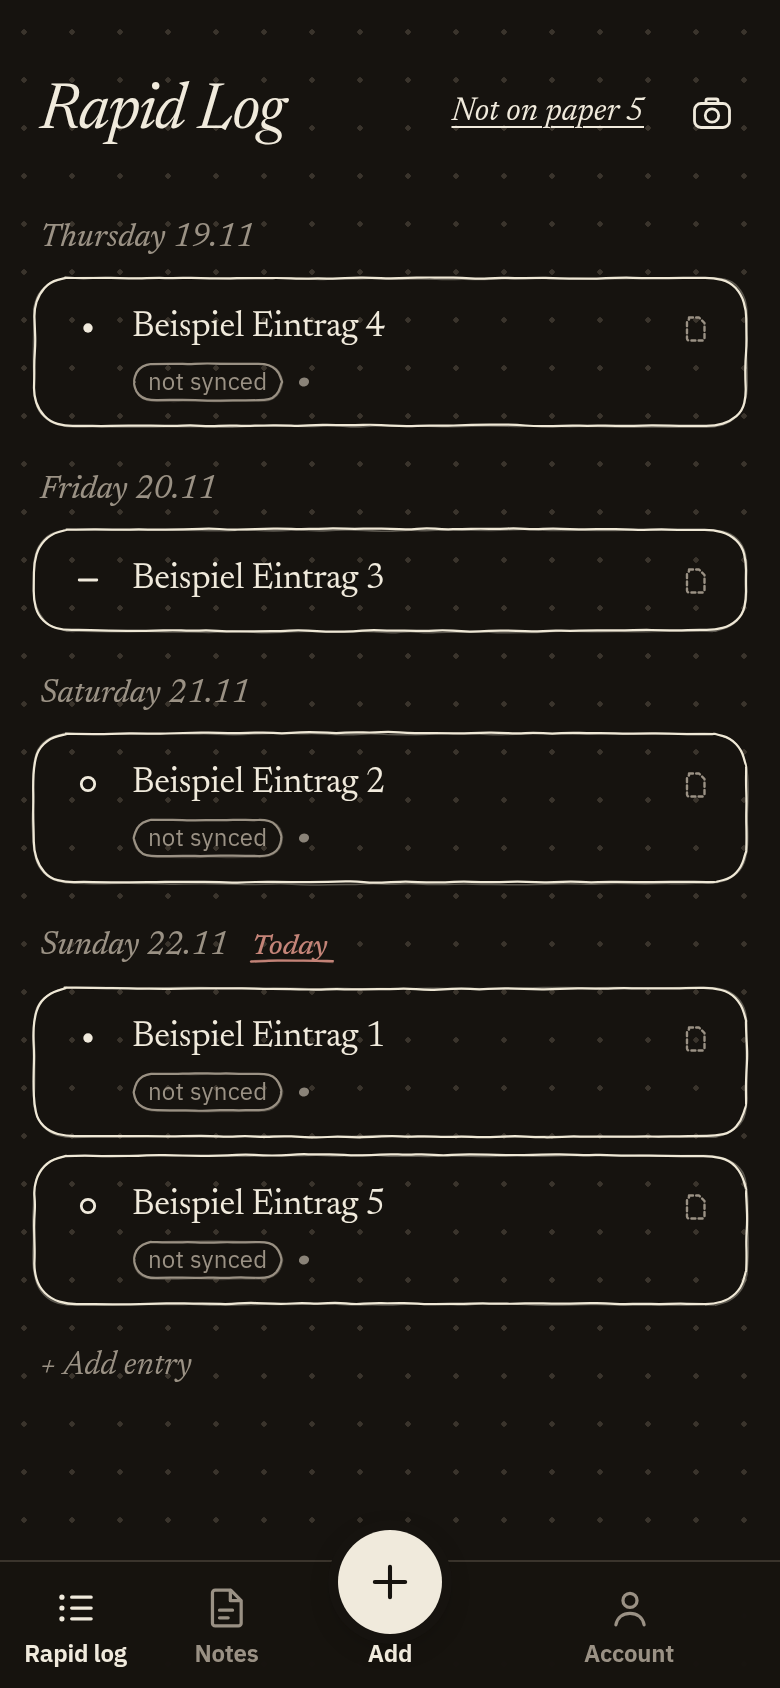 Rapid Log
Not on paper 5
Thursday 19.11
• Beispiel Eintrag 4
not synced •
Friday 20.11
– Beispiel Eintrag 3
Saturday 21.11
○ Beispiel Eintrag 2
not synced •
Sunday 22.11 Today
• Beispiel Eintrag 1
not synced •
○ Beispiel Eintrag 5
not synced •
+ Add entry
Rapid log
Notes
Add
Account